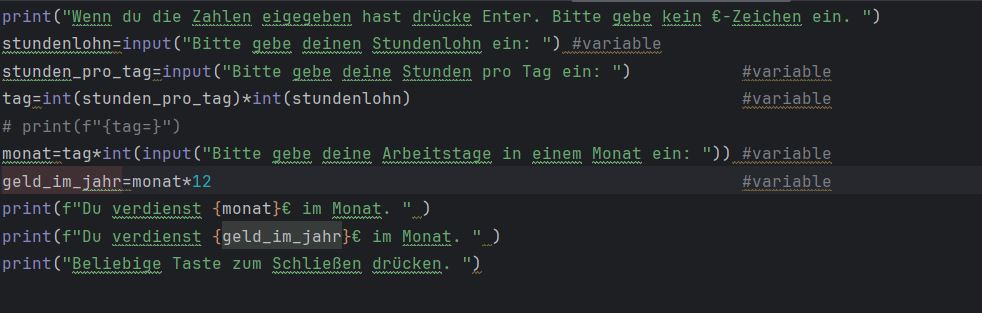 print("Wenn du die Zahlen eigegeben hast drücke Enter. Bitte gebe kein €-Zeichen ein. ")
stundenlohn=input("Bitte gebe deinen Stundenlohn ein: ") #variable
stunden_pro_tag=input("Bitte gebe deine Stunden pro Tag ein: ") #variable
tag=int(stunden_pro_tag)*int(stundenlohn) #variable
# print(f"{tag=}")
monat=tag*int(input("Bitte gebe deine Arbeitstage in einem Monat ein: ")) #variable
geld_im_jahr=monat*12 #variable
print(f"Du verdienst {monat}€ im Monat. " )
print(f"Du verdienst {geld_im_jahr}€ im Monat. " )
print("Beliebige Taste zum Schließen drücken. ")